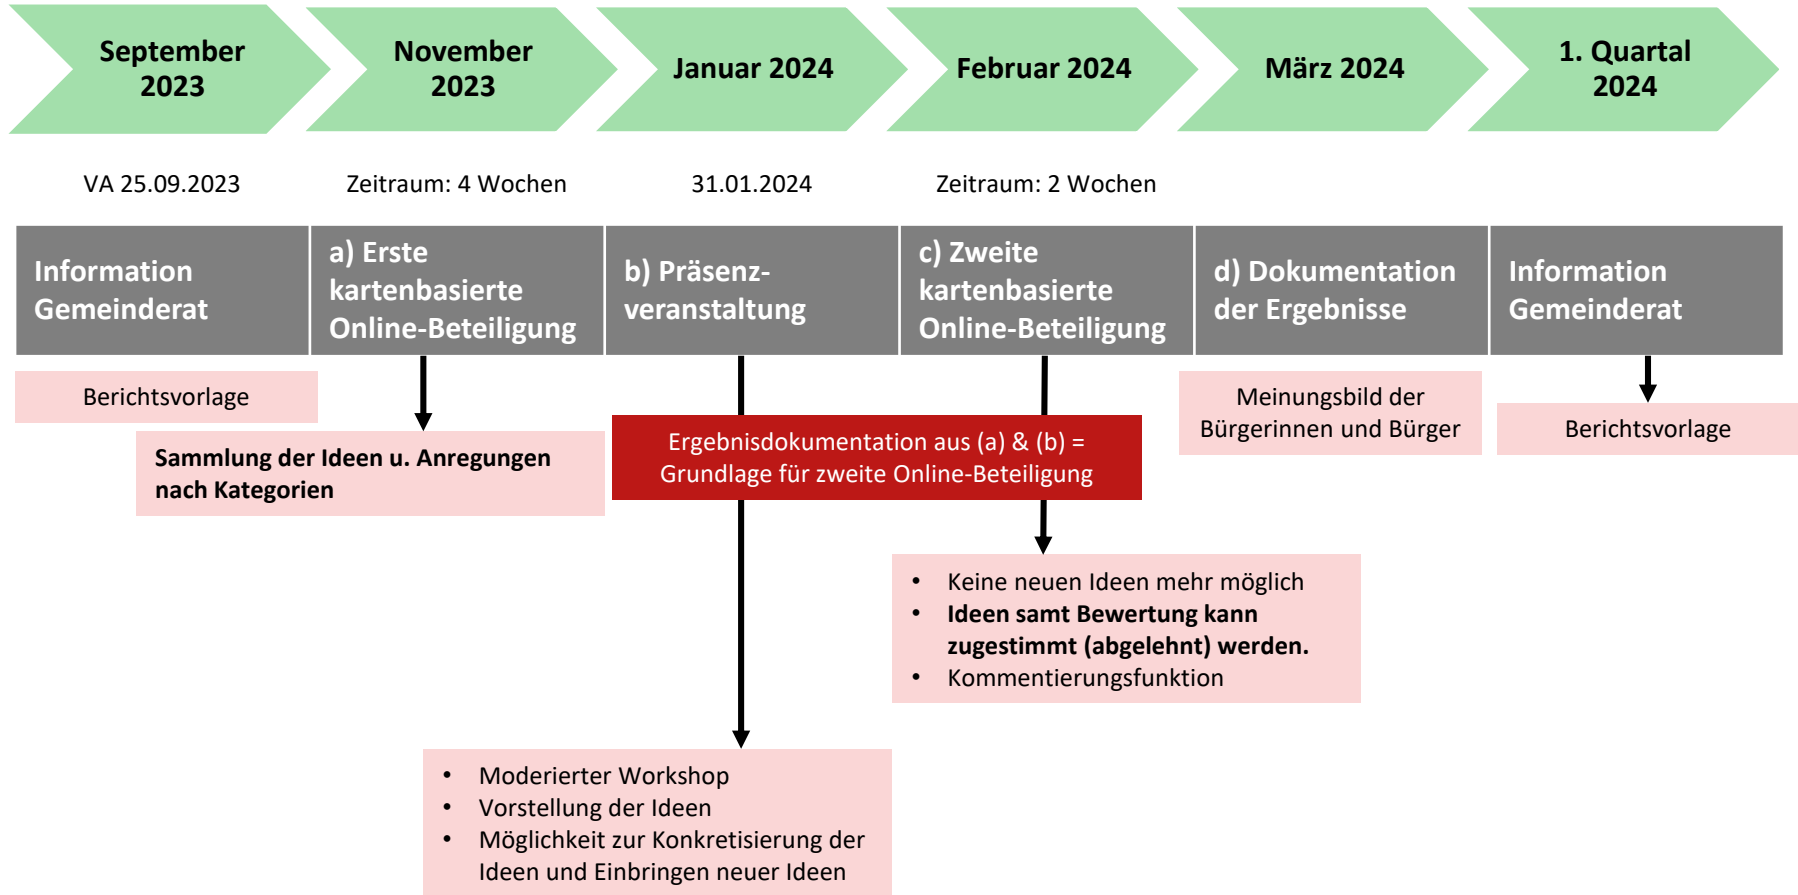 September
2023
November
2023
Januar 2024
Februar 2024
März 2024
1. Quartal
2024
VA 25.09.2023
Zeitraum: 4 Wochen
31.01.2024
Zeitraum: 2 Wochen
Information
Gemeinderat
a) Erste
kartenbasierte
Online-Beteiligung
b) Präsenz-
veranstaltung
c) Zweite
kartenbasierte
Online-Beteiligung
d) Dokumentation
der Ergebnisse
Information
Gemeinderat
Berichtsvorlage
Sammlung der Ideen u. Anregungen
nach Kategorien
Ergebnisdokumentation aus (a) & (b) =
Grundlage für zweite Online-Beteiligung
Meinungsbild der
Bürgerinnen und Bürger
Berichtsvorlage
• Keine neuen Ideen mehr möglich
• Ideen samt Bewertung kann
zugestimmt (abgelehnt) werden.
• Kommentierungsfunktion
• Moderierter Workshop
• Vorstellung der Ideen
• Möglichkeit zur Konkretisierung der
Ideen und Einbringen neuer Ideen